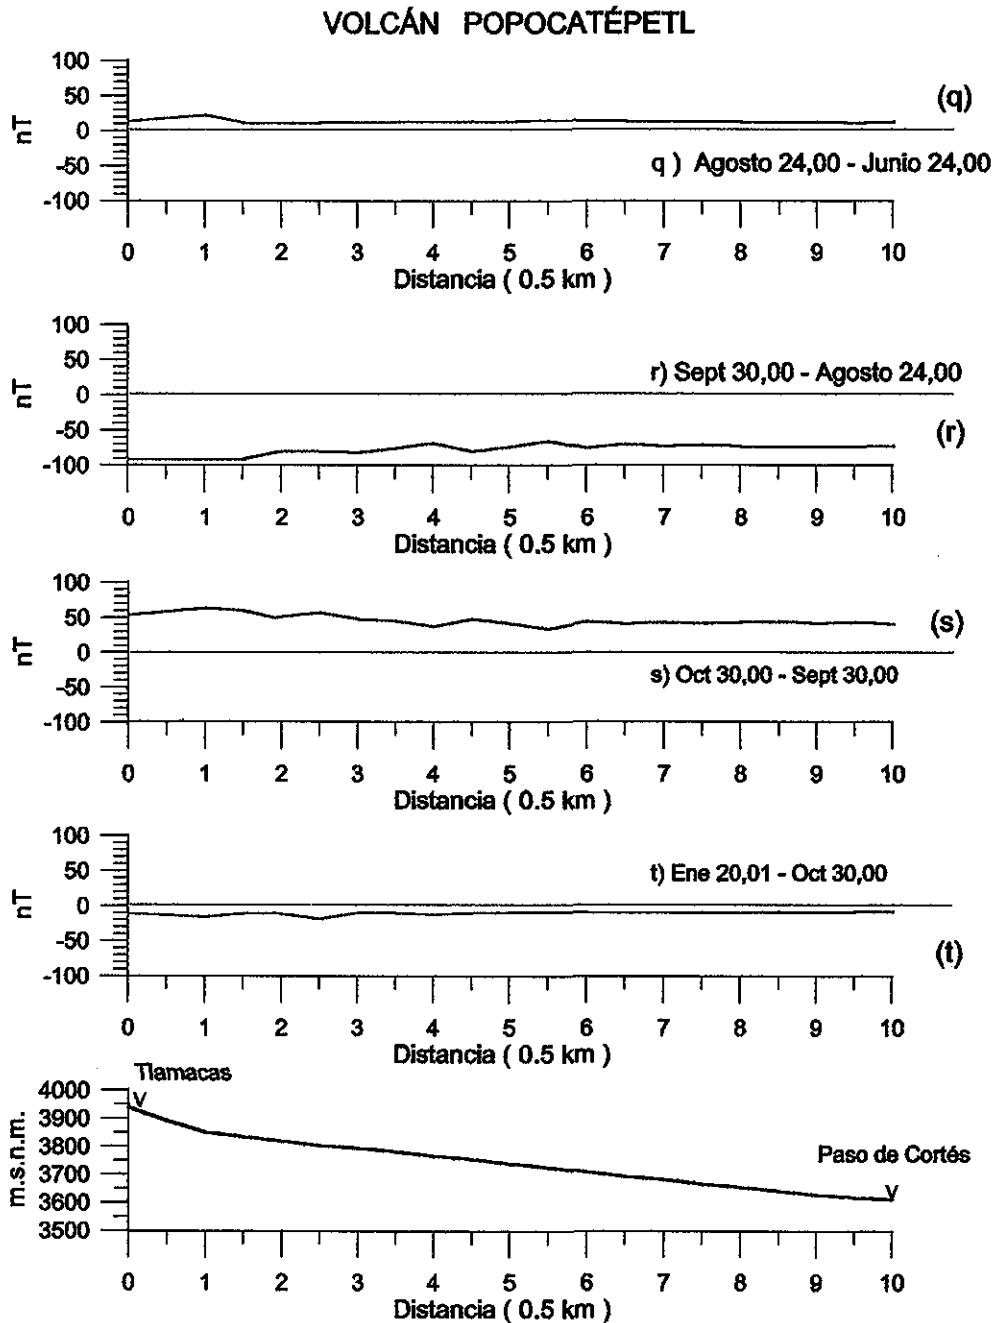 VOLCÁN POPOCATÉPETL
100
50
0
-50
-100
nT
(q)
q ) Agosto 24,00 - Junio 24,00
0 1 2 3 4 5 6 7 8 9 10
Distancia ( 0.5 km )
100
50
0
-50
-100
nT
r) Sept 30,00 - Agosto 24,00
(r)
0 1 2 3 4 5 6 7 8 9 10
Distancia ( 0.5 km )
100
50
0
-50
-100
nT
(s)
s) Oct 30,00 - Sept 30,00
0 1 2 3 4 5 6 7 8 9 10
Distancia ( 0.5 km )
100
50
0
-50
-100
nT
t) Ene 20,01 - Oct 30,00
(t)
0 1 2 3 4 5 6 7 8 9 10
Distancia ( 0.5 km )
Tlamacas
V
4000
3900
3800
3700
3600
3500
m.s.n.m.
Paso de Cortés
V
0 1 2 3 4 5 6 7 8 9 10
Distancia ( 0.5 km )